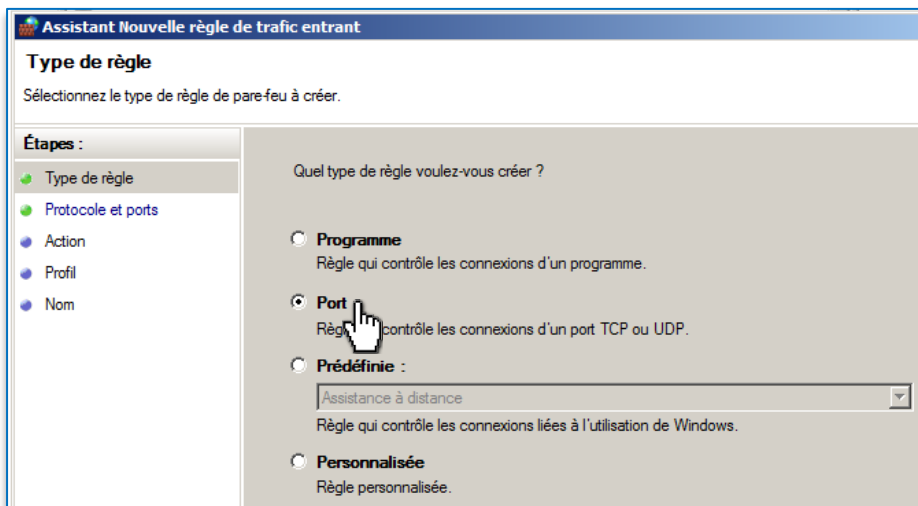 Assistant Nouvelle règle de trafic entrant
Type de règle
Sélectionnez le type de règle de pare-feu à créer.
Étapes :
Type de règle
Protocole et ports
Action
Profil
Nom
Quel type de règle voulez-vous créer ?
Programme
Règle qui contrôle les connexions d'un programme.
Port
contrôle les connexions d'un port TCP ou UDP.
Prédéfinie :
Assistance à distance
Règle qui contrôle les connexions liées à l'utilisation de Windows.
Personnalisée
Règle personnalisée.